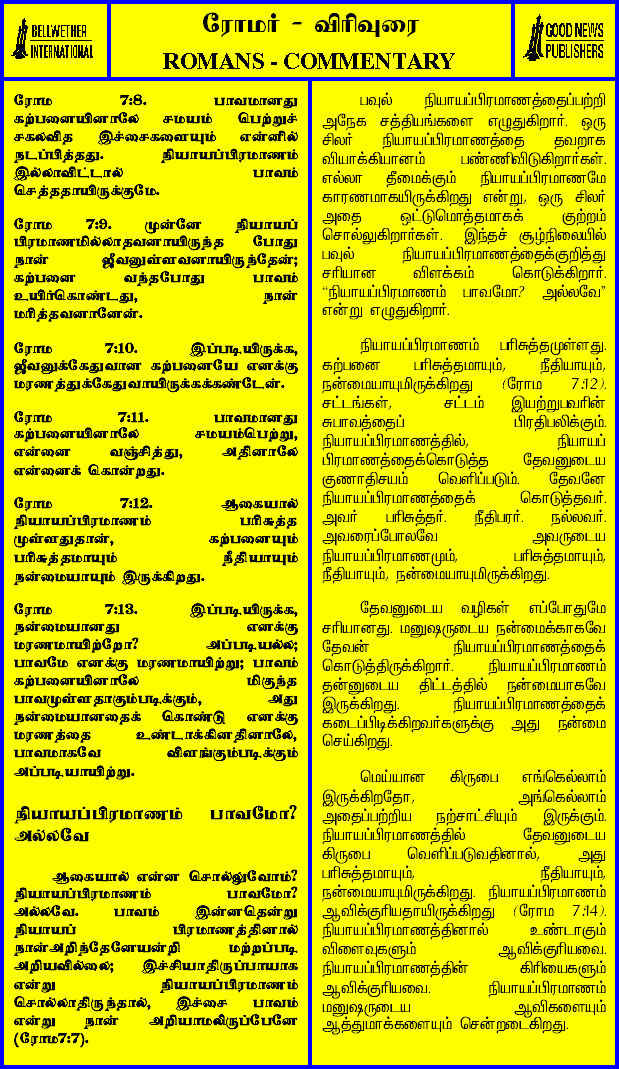 BELLWETHER
INTERNATIONAL
ரோமர் - விரிவுரை
ROMANS - COMMENTARY
GOOD NEWS
PUBLISHERS
ரோம 7:8. பாவமானது
கற்பனையினாலே சமயம் பெற்றுச்
சகலவித இச்சைகளையும் என்னில்
நடப்பித்தது. நியாயப்பிரமாணம்
இல்லாவிட்டால் பாவம்
செத்ததாயிருக்குமே.
ரோம 7:9. முன்னே நியாயப்
பிரமாணமில்லாதவனாயிருந்த போது
நான் ஜீவனுள்ளவனாயிருந்தேன்;
கற்பனை வந்தபோது பாவம்
உயிர்கொண்டது, நான்
மரித்தவனானேன்.
ரோம 7:10. இப்படியிருக்க,
ஜீவனுக்கேதுவான கற்பனையே எனக்கு
மரணத்துக்கேதுவாயிருக்கக்கண்டேன்.
ரோம 7:11. பாவமானது
கற்பனையினாலே சமயம்பெற்று,
என்னை வஞ்சித்து, அதினாலே
என்னைக் கொன்றது.
ரோம 7:12. ஆகையால்
நியாயப்பிரமாணம் பரிசுத்த
முள்ளதுதான், கற்பனையும்
பரிசுத்தமாயும் நீதியாயும்
நன்மையாயும் இருக்கிறது.
ரோம 7:13. இப்படியிருக்க,
நன்மையானது எனக்கு
மரணமாயிற்றோ? அப்படியல்ல;
பாவமே எனக்கு மரணமாயிற்று; பாவம்
கற்பனையினாலே மிகுந்த
பாவமுள்ளதாகும்படிக்கும், அது
நன்மையானதைக் கொண்டு எனக்கு
மரணத்தை உண்டாக்கினதினாலே,
பாவமாகவே விளங்கும்படிக்கும்
அப்படியாயிற்று.
நியாயப்பிரமாணம் பாவமோ?
அல்லவே
ஆகையால் என்ன சொல்லுவோம்?
நியாயப்பிரமாணம் பாவமோ?
அல்லவே. பாவம் இன்னதென்று
நியாயப் பிரமாணத்தினால்
நான்அறிந்தேனேயன்றி மற்றப்படி
அறியவில்லை; இச்சியாதிருப்பாயாக
என்று நியாயப்பிரமாணம்
சொல்லாதிருந்தால், இச்சை பாவம்
என்று நான் அறியாமலிருப்பேனே
(ரோம7:7).
பவுல் நியாயப்பிரமாணத்தைப்பற்றி
அநேக சத்தியங்களை எழுதுகிறார். ஒரு
சிலர் நியாயப்பிரமாணத்தை தவறாக
வியாக்கியானம் பண்ணிவிடுகிறார்கள்.
எல்லா தீமைக்கும் நியாயப்பிரமாணமே
காரணமாகயிருக்கிறது என்று, ஒரு சிலர்
அதை ஒட்டுமொத்தமாகக் குற்றம்
சொல்லுகிறார்கள். இந்தச் சூழ்நிலையில்
பவுல் நியாயப்பிரமாணத்தைக்குறித்து
சரியான விளக்கம் கொடுக்கிறார்.
“நியாயப்பிரமாணம் பாவமோ? அல்லவே”
என்று எழுதுகிறார்.
நியாயப்பிரமாணம் பரிசுத்தமுள்ளது.
கற்பனை பரிசுத்தமாயும், நீதியாயும்,
நன்மையாயுமிருக்கிறது (ரோம 7:12).
சட்டங்கள், சட்டம் இயற்றுபவரின்
சுபாவத்தைப் பிரதிபலிக்கும்.
நியாயப்பிரமாணத்தில், நியாயப்
பிரமாணத்தைக்கொடுத்த தேவனுடைய
குணாதிசயம் வெளிப்படும். தேவனே
நியாயப்பிரமாணத்தைக் கொடுத்தவர்.
அவர் பரிசுத்தர். நீதிபரர். நல்லவர்.
அவரைப்போலவே அவருடைய
நியாயப்பிரமாணமும், பரிசுத்தமாயும்,
நீதியாயும், நன்மையாயுமிருக்கிறது.
தேவனுடைய வழிகள் எப்போதுமே
சரியானது. மனுஷருடைய நன்மைக்காகவே
தேவன் நியாயப்பிரமாணத்தைக்
கொடுத்திருக்கிறார். நியாயப்பிரமாணம்
தன்னுடைய திட்டத்தில் நன்மையாகவே
இருக்கிறது. நியாயப்பிரமாணத்தைக்
கடைப்பிடிக்கிறவர்களுக்கு அது நன்மை
செய்கிறது.
மெய்யான கிருபை எங்கெல்லாம்
இருக்கிறதோ, அங்கெல்லாம்
அதைப்பற்றிய நற்சாட்சியும் இருக்கும்.
நியாயப்பிரமாணத்தில் தேவனுடைய
கிருபை வெளிப்படுவதினால், அது
பரிசுத்தமாயும், நீதியாயும்,
நன்மையாயுமிருக்கிறது. நியாயப்பிரமாணம்
ஆவிக்குரியதாயிருக்கிறது (ரோம 7:14).
நியாயப்பிரமாணத்தினால் உண்டாகும்
விளைவுகளும் ஆவிக்குரியவை.
நியாயப்பிரமாணத்தின் கிரியைகளும்
ஆவிக்குரியவை. நியாயப்பிரமாணம்
மனுஷருடைய ஆவிகளையும்
ஆத்துமாக்களையும் சென்றடைகிறது.